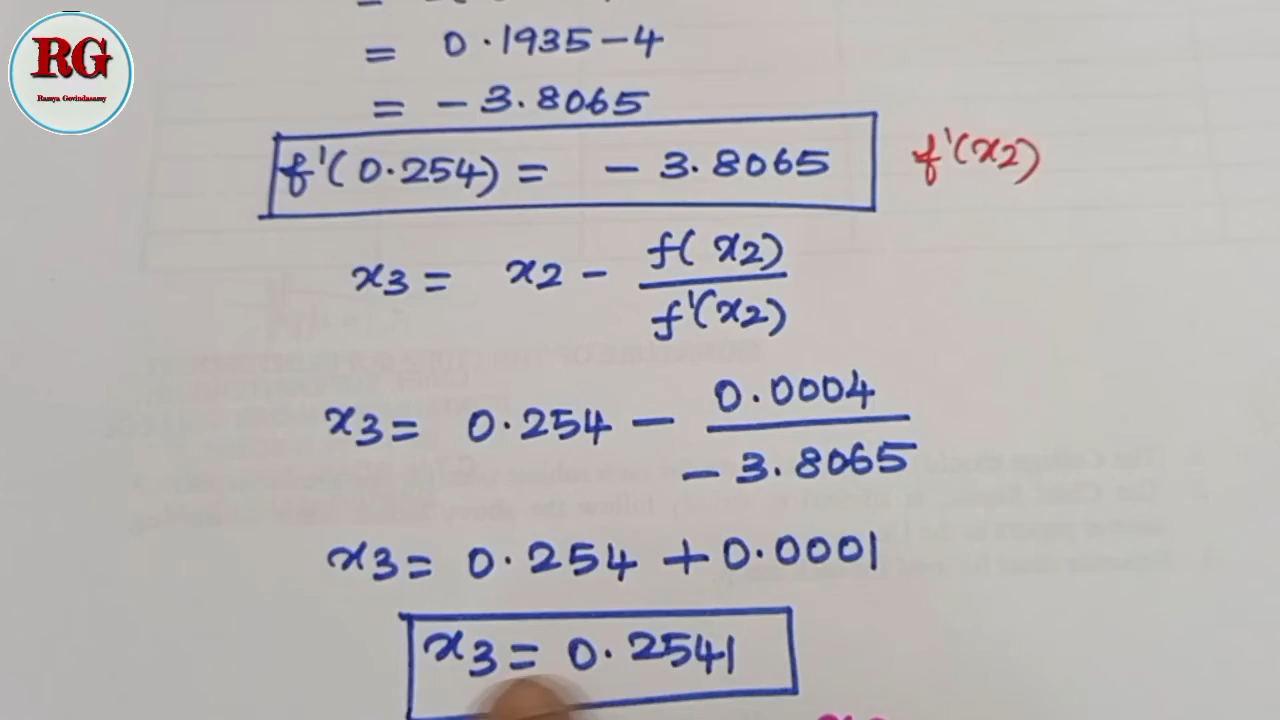 RG
Ramya Govindasamy
= 0.1935-4
= -3.8065
f'(0.254) = -3.8065 f'(x2)
x3 = x2 - f(x2) / f'(x2)
x3 = 0.254 - 0.0004 / -3.8065
x3 = 0.254 + 0.0001
x3 = 0.2541